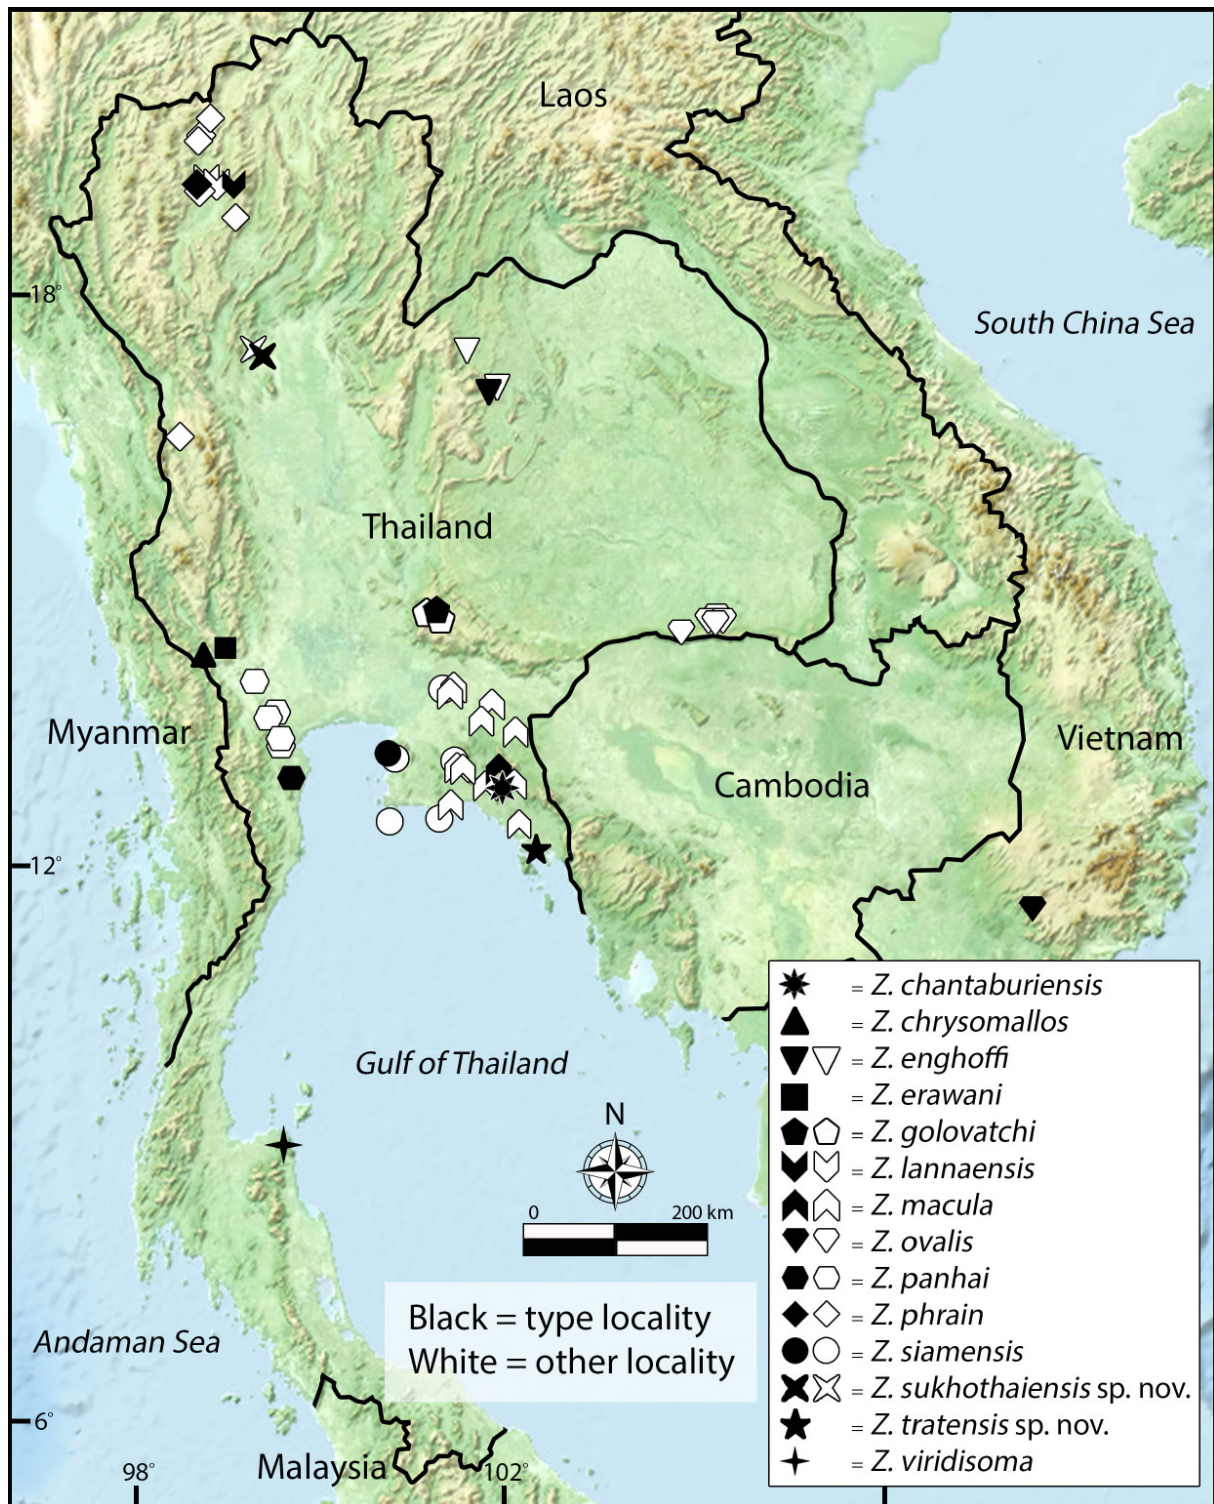 Laos
18°
South China Sea
Thailand
Myanmar
Vietnam
Cambodia
12°
Gulf of Thailand
N
0 200 km
Black = type locality
White = other locality
Andaman Sea
6°
98°
Malaysia
102°
= Z. chantaburiensis
= Z. chrysomallos
= Z. enghoffi
= Z. erawani
= Z. golovatchi
= Z. lannaensis
= Z. macula
= Z. ovalis
= Z. panhai
= Z. phrain
= Z. siamensis
= Z. sukhothaiensis sp. nov.
= Z. tratensis sp. nov.
= Z. viridisoma